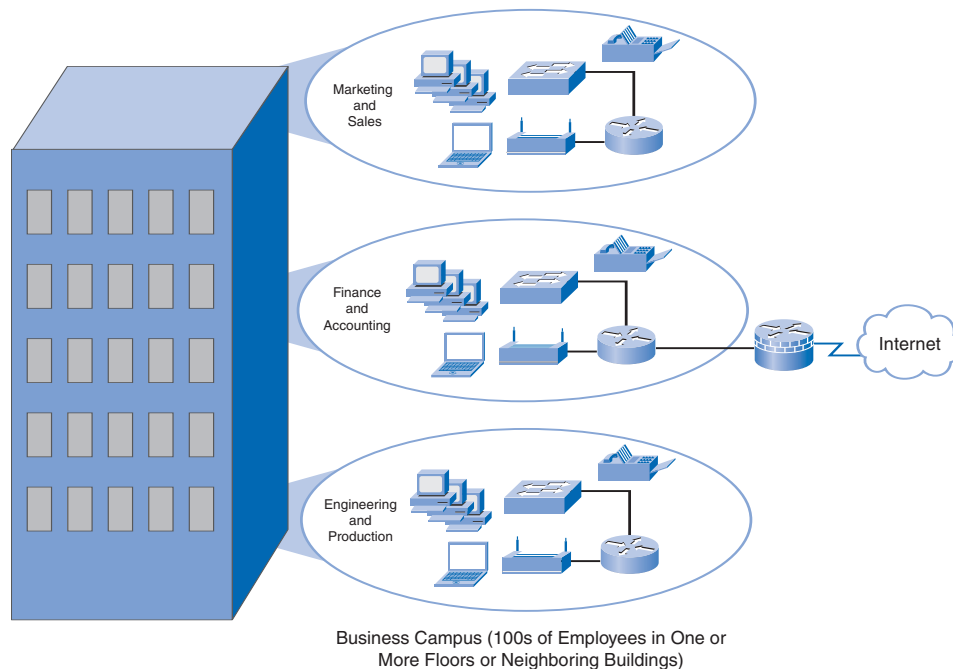 Marketing
and
Sales
Finance
and
Accounting
Internet
Engineering
and
Production
Business Campus (100s of Employees in One or
More Floors or Neighboring Buildings)